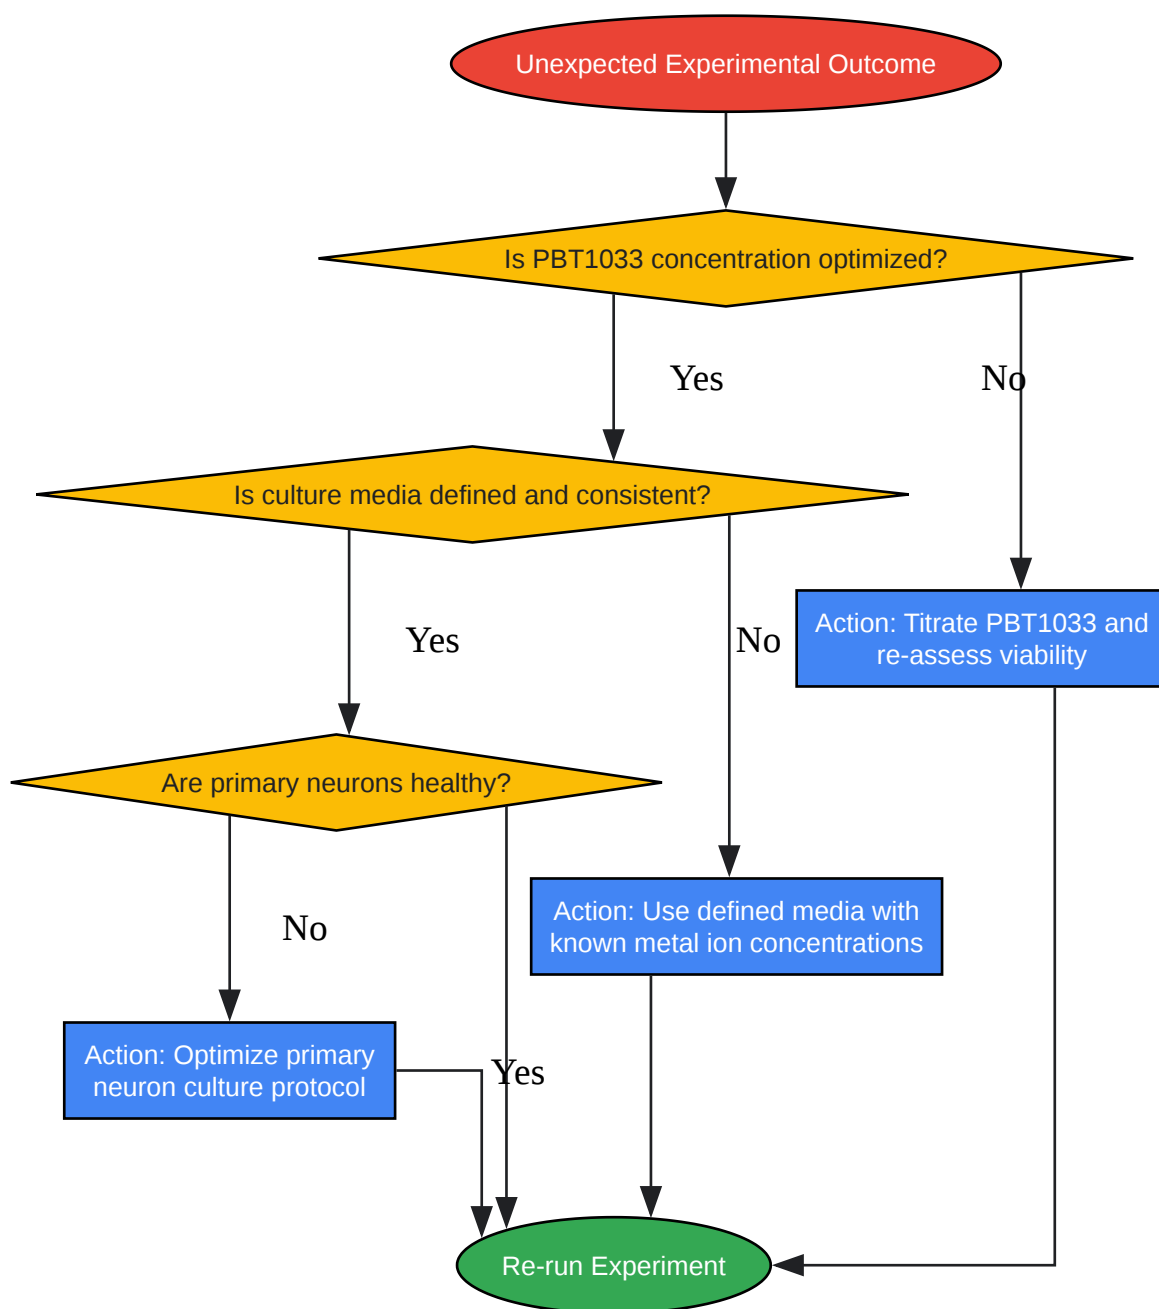 Unexpected Experimental Outcome
Is PBT1033 concentration optimized?
Yes
No
Is culture media defined and consistent?
Action: Titrate PBT1033 and
re-assess viability
Yes
No
Are primary neurons healthy?
Action: Use defined media with
known metal ion concentrations
No
Action: Optimize primary
neuron culture protocol
Yes
Re-run Experiment